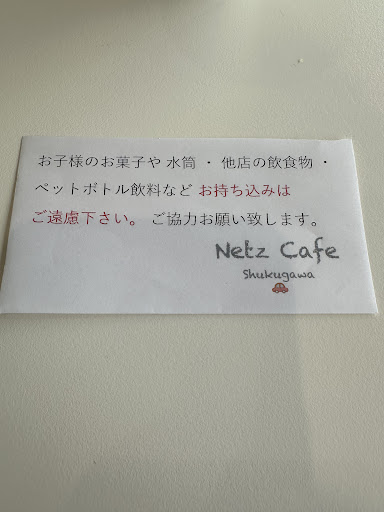 お子様のお菓子や 水筒 ・ 他店の飲食物 ・
ペットボトル飲料など お持ち込みは
ご遠慮下さい。 ご協力お願い致します。
Netz Cafe
Shukugawa